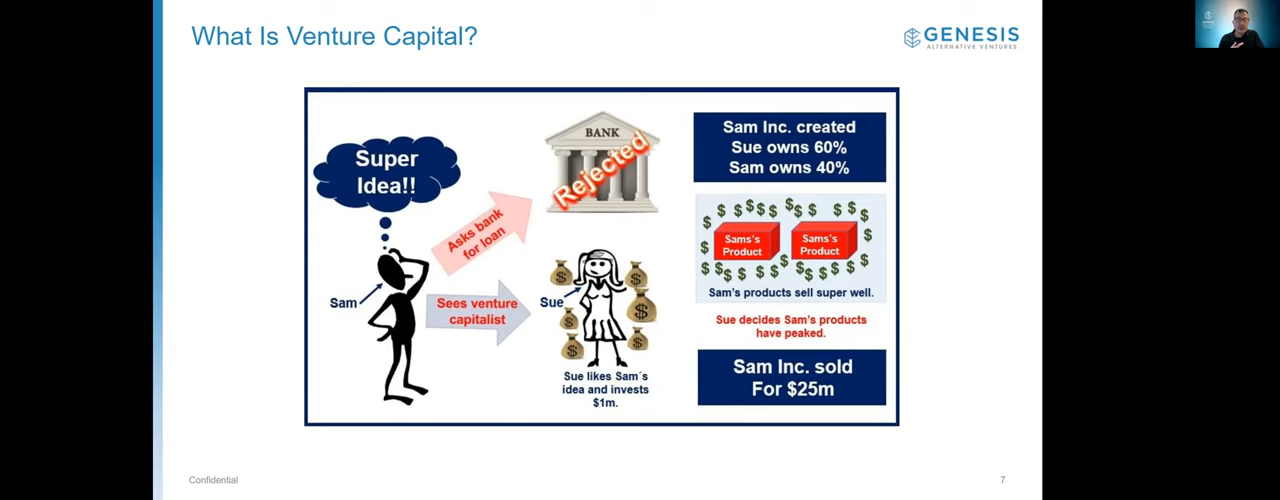 What Is Venture Capital?
GENESIS
ALTERNATIVE VENTURES
Super
Idea!!
Sam
Asks bank
for loan
BANK
Rejected
Sees venture
capitalist
Sue
Sue likes Sam´s
idea and invests
$1m.
Sam Inc. created
Sue owns 60%
Sam owns 40%
Sams's
Product
Sams's
Product
Sam’s products sell super well.
Sue decides Sam’s products
have peaked.
Sam Inc. sold
For $25m
Confidential
7